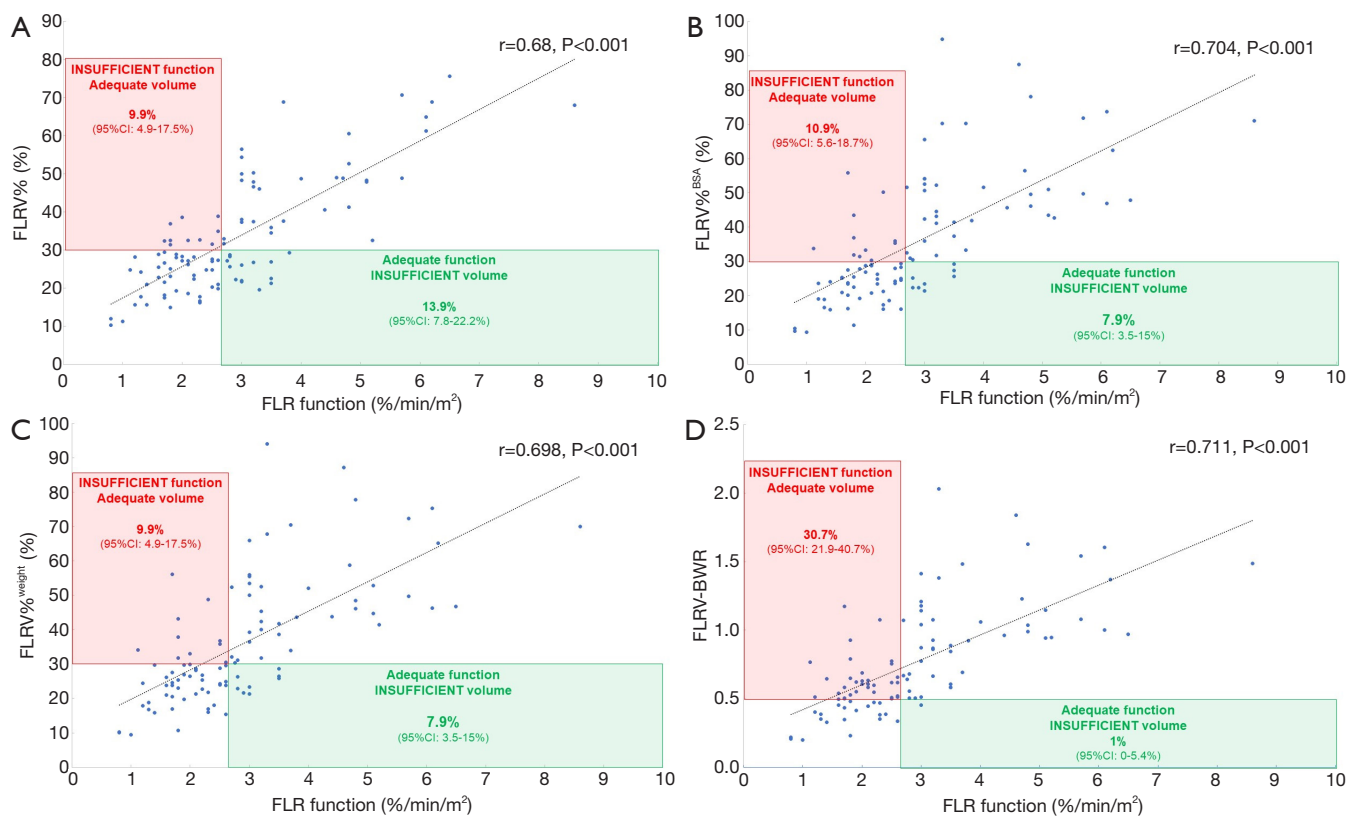 A
r=0.68, P<0.001
90
80
70
60
50
40
30
20
10
0
FLRV% (%)
INSUFFICIENT function
Adequate volume
9.9%
(95%CI: 4.9-17.5%)
Adequate function
INSUFFICIENT volume
13.9%
(95%CI: 7.8-22.2%)
0 1 2 3 4 5 6 7 8 9 10
FLR function (%/min/m²)
B
r=0.704, P<0.001
100
90
80
70
60
50
40
30
20
10
0
FLRV%ᴮˢᴬ (%)
INSUFFICIENT function
Adequate volume
10.9%
(95%CI: 5.6-18.7%)
Adequate function
INSUFFICIENT volume
7.9%
(95%CI: 3.5-15%)
0 1 2 3 4 5 6 7 8 9 10
FLR function (%/min/m²)
C
r=0.698, P<0.001
100
90
80
70
60
50
40
30
20
10
0
FLRV%ʷᵉⁱᵍʰᵗ (%)
INSUFFICIENT function
Adequate volume
9.9%
(95%CI: 4.9-17.5%)
Adequate function
INSUFFICIENT volume
7.9%
(95%CI: 3.5-15%)
0 1 2 3 4 5 6 7 8 9 10
FLR function (%/min/m²)
D
r=0.711, P<0.001
2.5
2.0
1.5
1.0
0.5
0.0
FLRV-BWR
INSUFFICIENT function
Adequate volume
30.7%
(95%CI: 21.9-40.7%)
Adequate function
INSUFFICIENT volume
1%
(95%CI: 0-5.4%)
0 1 2 3 4 5 6 7 8 9 10
FLR function (%/min/m²)